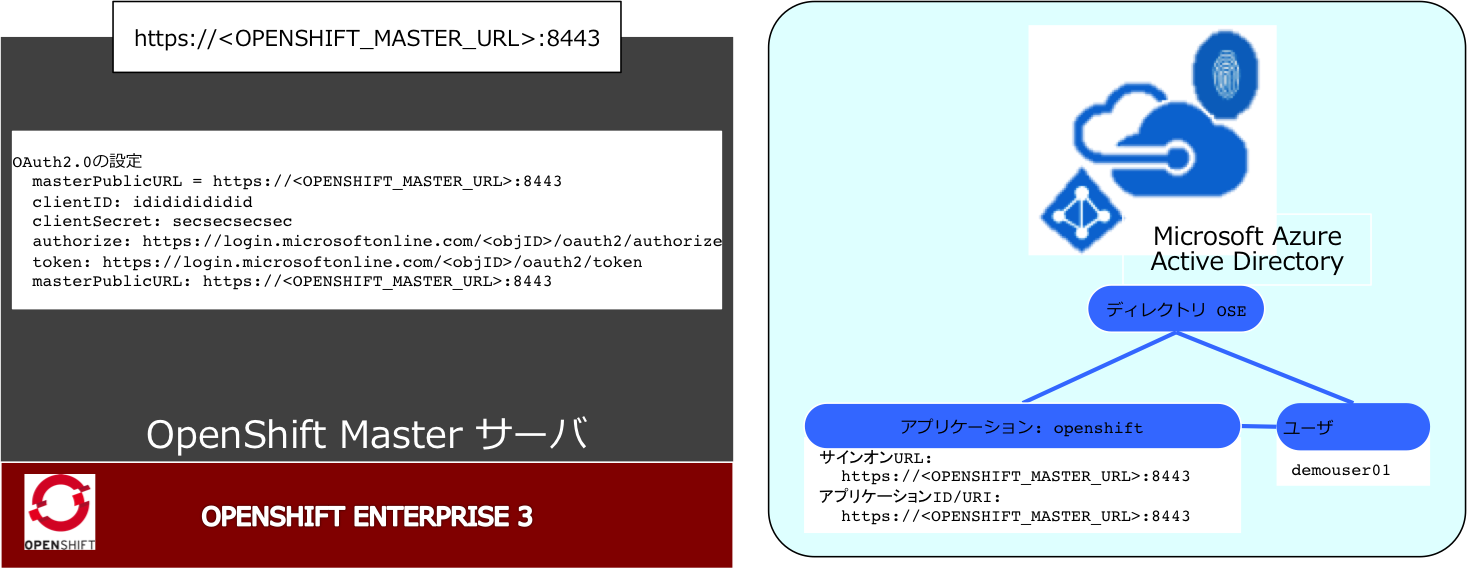 https://<OPENSHIFT_MASTER_URL>:8443
OAuth2.0の設定
masterPublicURL = https://<OPENSHIFT_MASTER_URL>:8443
clientID: idididididid
clientSecret: secsecsecsec
authorize: https://login.microsoftonline.com/<objID>/oauth2/authorize
token: https://login.microsoftonline.com/<objID>/oauth2/token
masterPublicURL: https://<OPENSHIFT_MASTER_URL>:8443
OpenShift Master サーバ
OPENSHIFT
OPENSHIFT ENTERPRISE 3
Microsoft Azure
Active Directory
ディレクトリ OSE
アプリケーション: openshift
サインオンURL:
https://<OPENSHIFT_MASTER_URL>:8443
アプリケーションID/URI:
https://<OPENSHIFT_MASTER_URL>:8443
ユーザ
demouser01